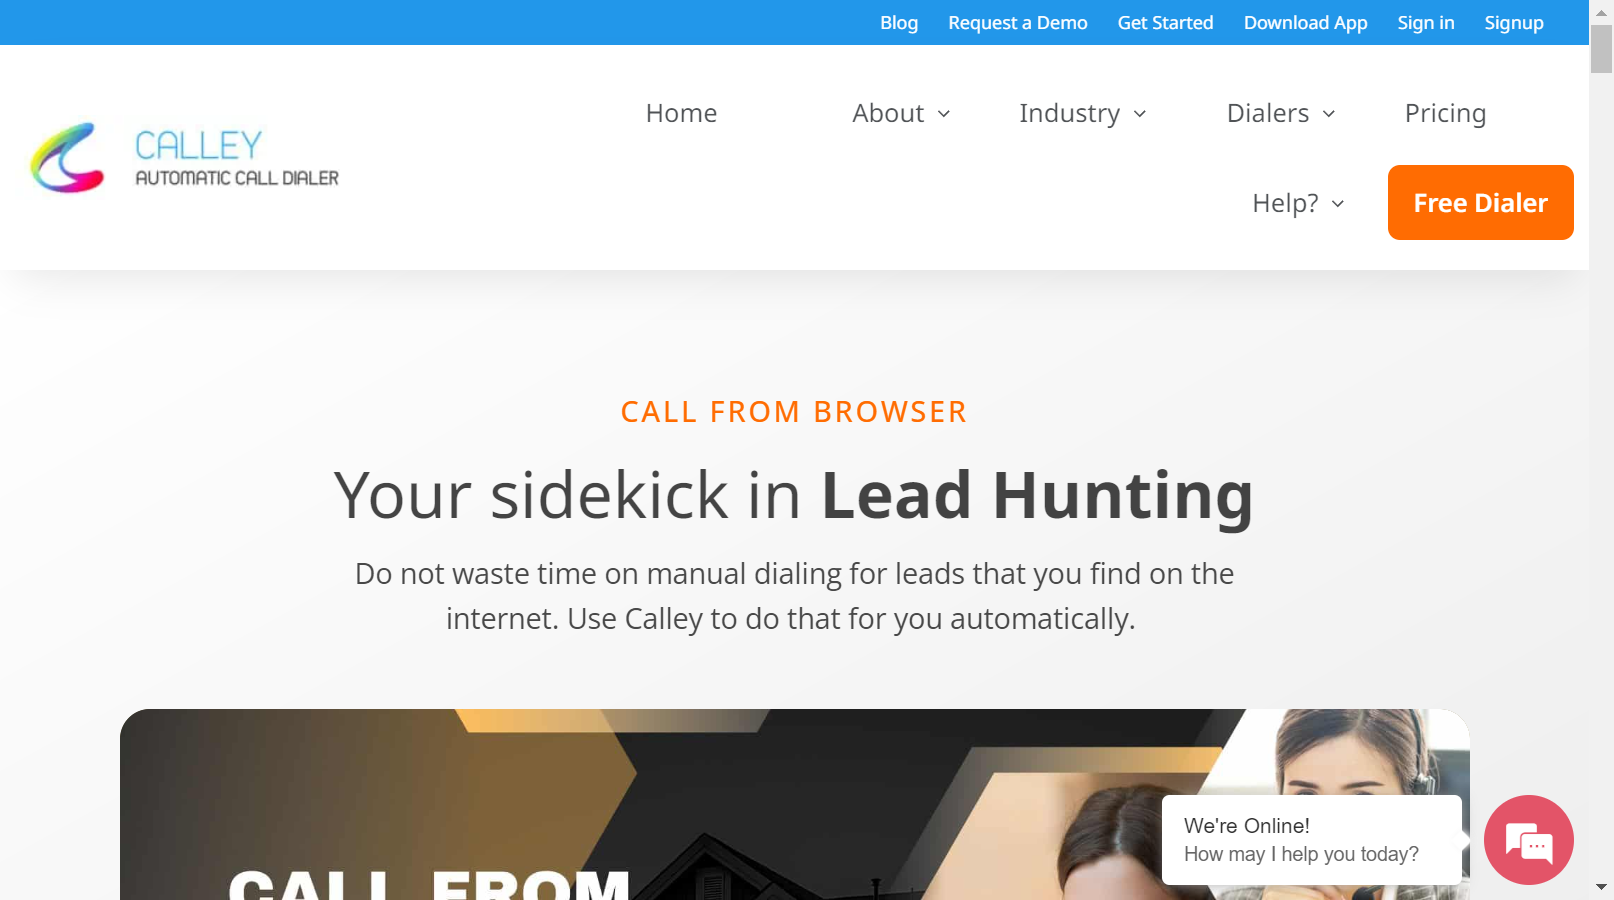 Blog Request a Demo Get Started Download App Sign in Signup
CALLEY
AUTOMATIC CALL DIALER
Home About Industry Dialers Pricing
Help? Free Dialer
CALL FROM BROWSER
Your sidekick in Lead Hunting
Do not waste time on manual dialing for leads that you find on the
internet. Use Calley to do that for you automatically.
CALL FROM
We're Online!
How may I help you today?